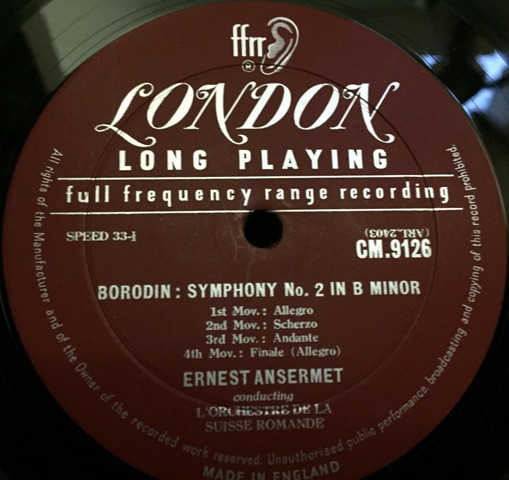 ffrr
LONDON
LONG PLAYING
full frequency range recording
SPEED 33-⅓
(ARL.2403)
CM.9126
BORODIN : SYMPHONY No. 2 IN B MINOR
1st Mov. : Allegro
2nd Mov. : Scherzo
3rd Mov. : Andante
4th Mov. : Finale (Allegro)
ERNEST ANSERMET
conducting
L'ORCHESTRE DE LA
SUISSE ROMANDE
MADE IN ENGLAND
All rights of the Manufacturer and of the Owner of the recorded work reserved. Unauthorised public performance, broadcasting and copying of this record prohibited.